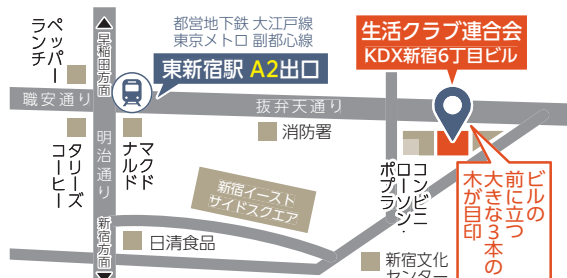 都営地下鉄 大江戸線
東京メトロ 副都心線
東新宿駅 A2出口
生活クラブ連合会
KDX新宿6丁目ビル
ペッパー
ランチ
早稲田方面
職安通り
抜弁天通り
消防署
タリーズ
コーヒー
明治通り
マクド
ナルド
コンビニ
ローソン・
ポプラ
ビルの
前に立つ
大きな3本の
木が目印
新宿イースト
サイドスクエア
新宿方面
日清食品
新宿文化
センター